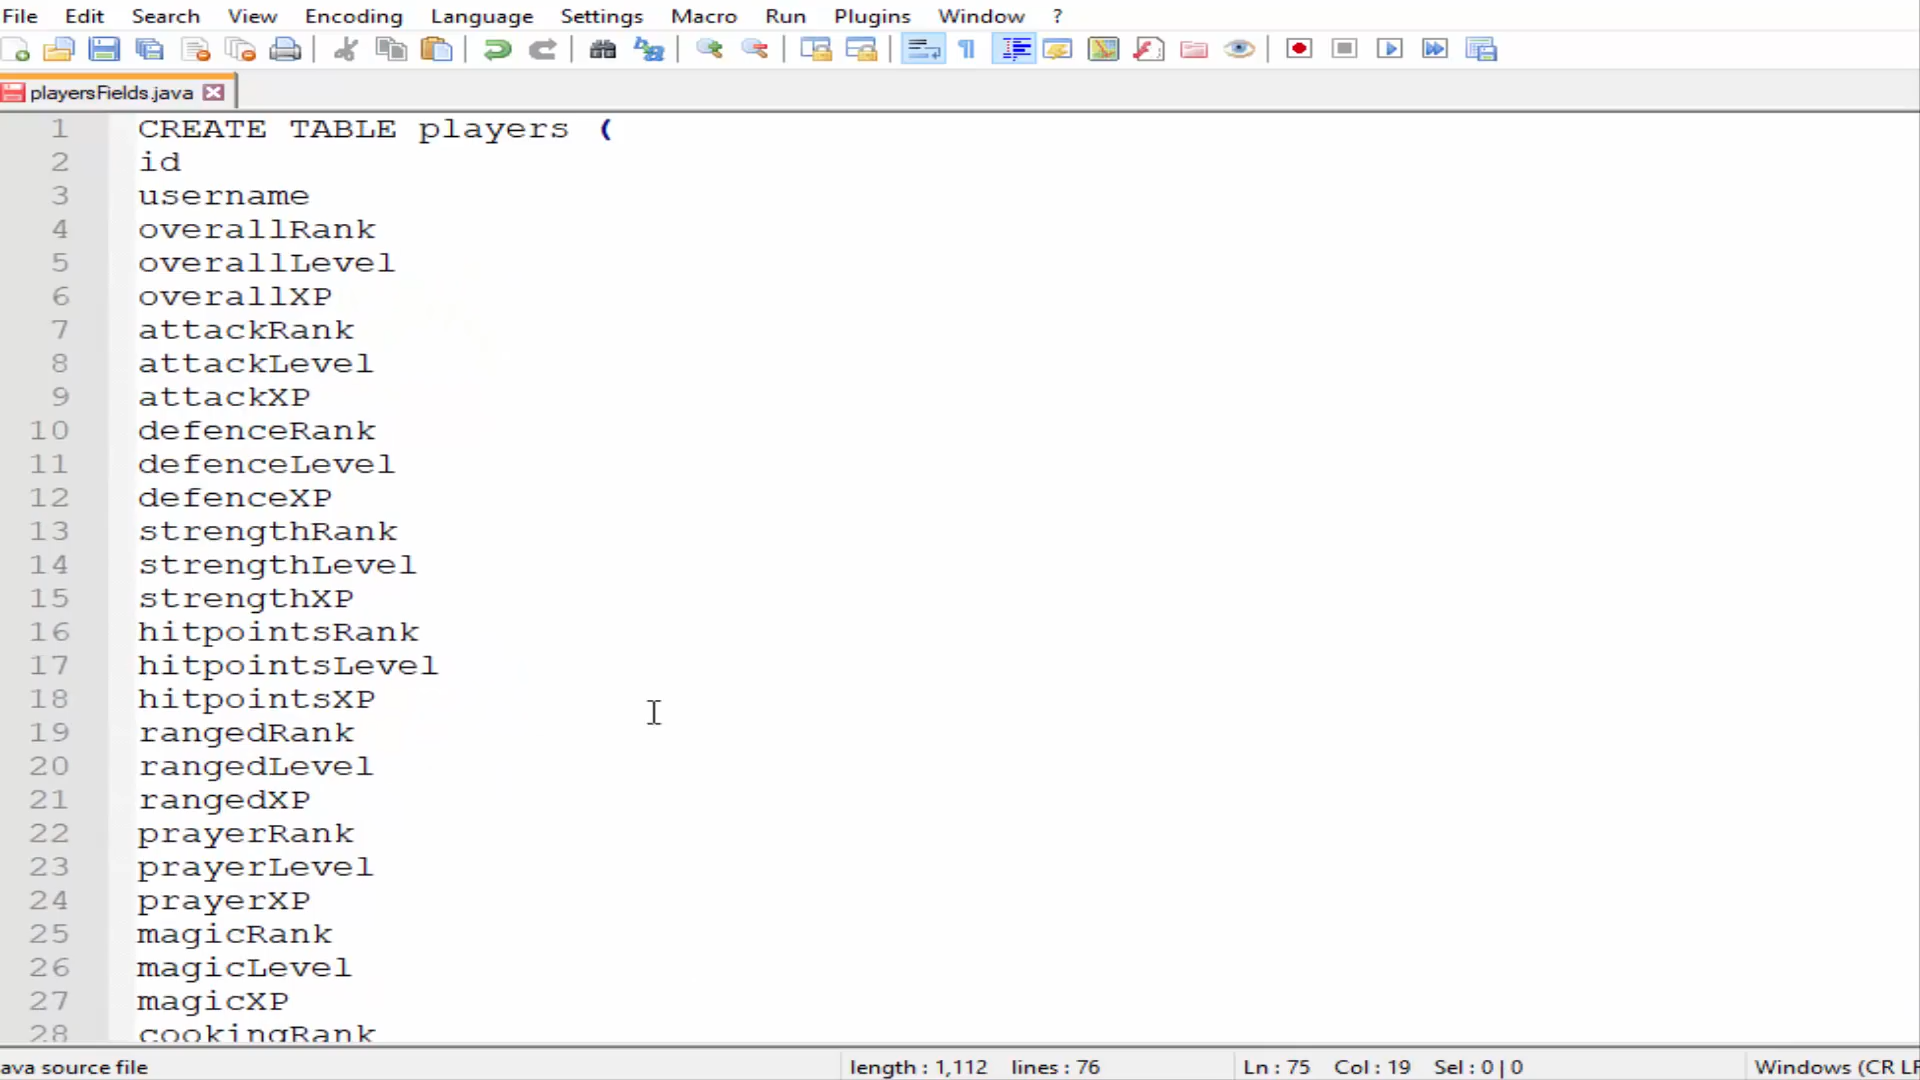 File Edit Search View Encoding Language Settings Macro Run Plugins Window ?
playersFields.java
1 CREATE TABLE players (
2 id
3 username
4 overallRank
5 overallLevel
6 overallXP
7 attackRank
8 attackLevel
9 attackXP
10 defenceRank
11 defenceLevel
12 defenceXP
13 strengthRank
14 strengthLevel
15 strengthXP
16 hitpointsRank
17 hitpointsLevel
18 hitpointsXP
19 rangedRank
20 rangedLevel
21 rangedXP
22 prayerRank
23 prayerLevel
24 prayerXP
25 magicRank
26 magicLevel
27 magicXP
28 cookingRank
ava source file length : 1,112 lines : 76 Ln : 75 Col : 19 Sel : 0 | 0 Windows (CR LF